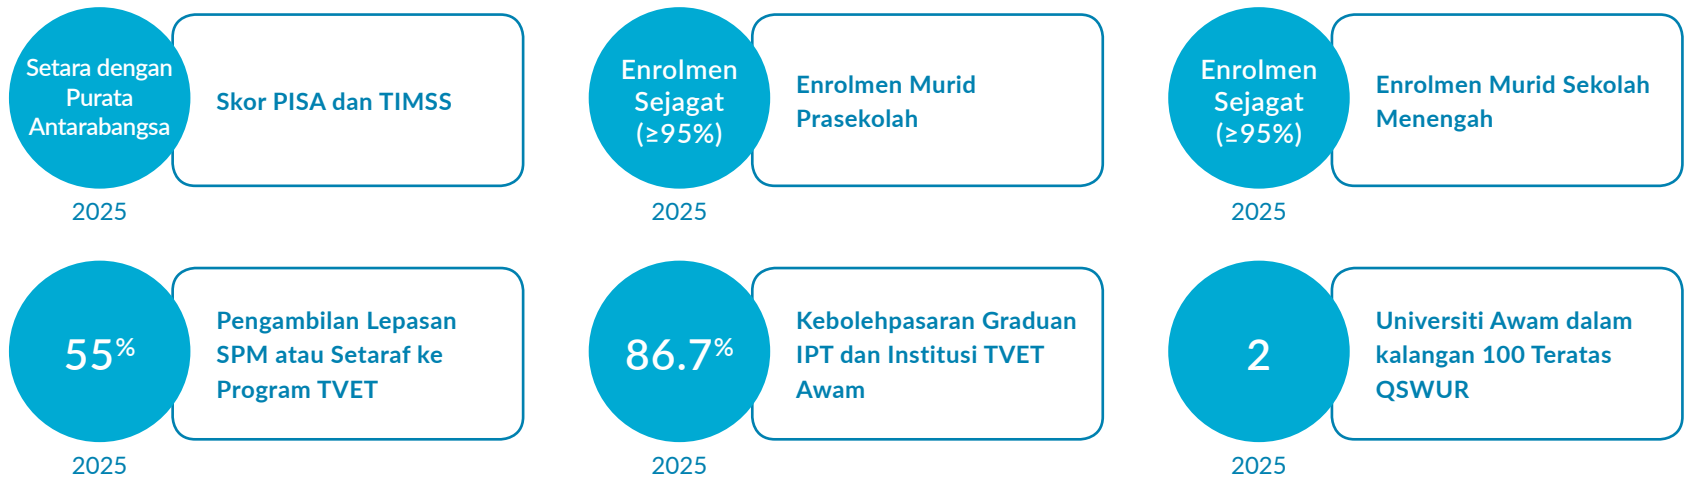 Setara dengan
Purata
Antarabangsa
Skor PISA dan TIMSS
2025
Enrolmen
Sejagat
(≥95%)
Enrolmen Murid
Prasekolah
2025
Enrolmen
Sejagat
(≥95%)
Enrolmen Murid Sekolah
Menengah
2025
55%
Pengambilan Lepasan
SPM atau Setaraf ke
Program TVET
2025
86.7%
Kebolehpasaran Graduan
IPT dan Institusi TVET
Awam
2025
2
Universiti Awam dalam
kalangan 100 Teratas
QSWUR
2025